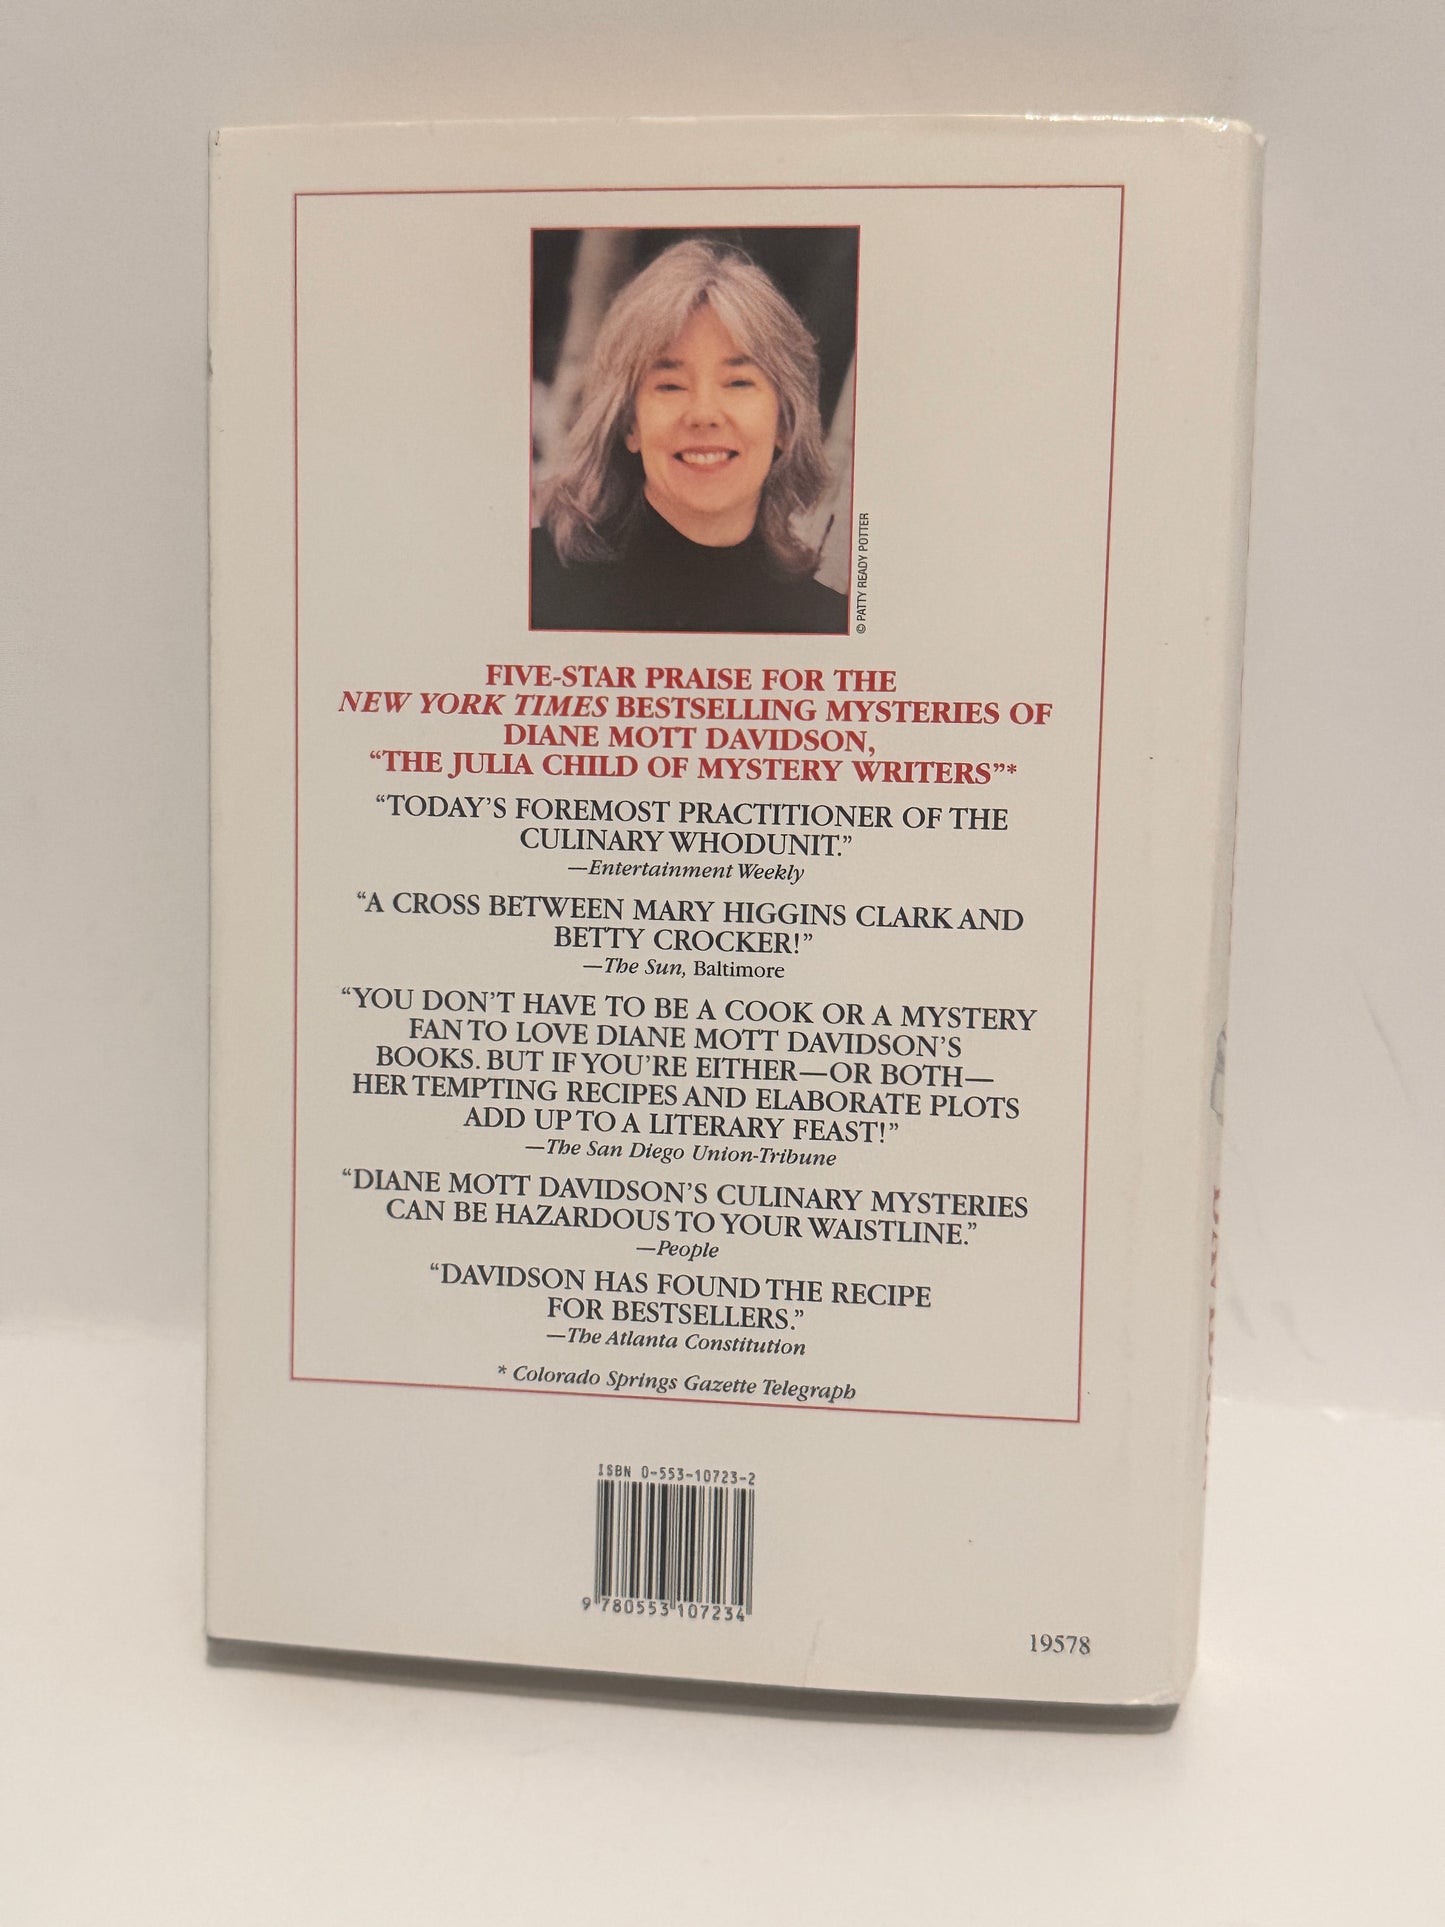 © PATTY READY POTTER
FIVE-STAR PRAISE FOR THE
NEW YORK TIMES BESTSELLING MYSTERIES OF
DIANE MOTT DAVIDSON,
“THE JULIA CHILD OF MYSTERY WRITERS”*
“TODAY’S FOREMOST PRACTITIONER OF THE
CULINARY WHODUNIT.”
—Entertainment Weekly
“A CROSS BETWEEN MARY HIGGINS CLARK AND
BETTY CROCKER!”
—The Sun, Baltimore
“YOU DON’T HAVE TO BE A COOK OR A MYSTERY
FAN TO LOVE DIANE MOTT DAVIDSON’S
BOOKS. BUT IF YOU’RE EITHER—OR BOTH—
HER TEMPTING RECIPES AND ELABORATE PLOTS
ADD UP TO A LITERARY FEAST!”
—The San Diego Union-Tribune
“DIANE MOTT DAVIDSON’S CULINARY MYSTERIES
CAN BE HAZARDOUS TO YOUR WAISTLINE.”
—People
“DAVIDSON HAS FOUND THE RECIPE
FOR BESTSELLERS.”
—The Atlanta Constitution
* Colorado Springs Gazette Telegraph
ISBN 0-553-10723-2
9 780553 107234
19578